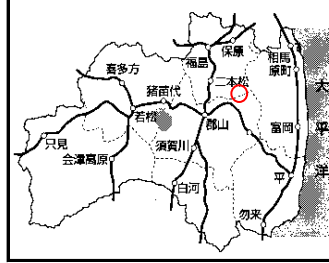 保原
福島
相馬
原町
喜多方
二本松
猪苗代
大平洋
若松
郡山
富岡
只見
須賀川
会津高原
平
白河
勿来